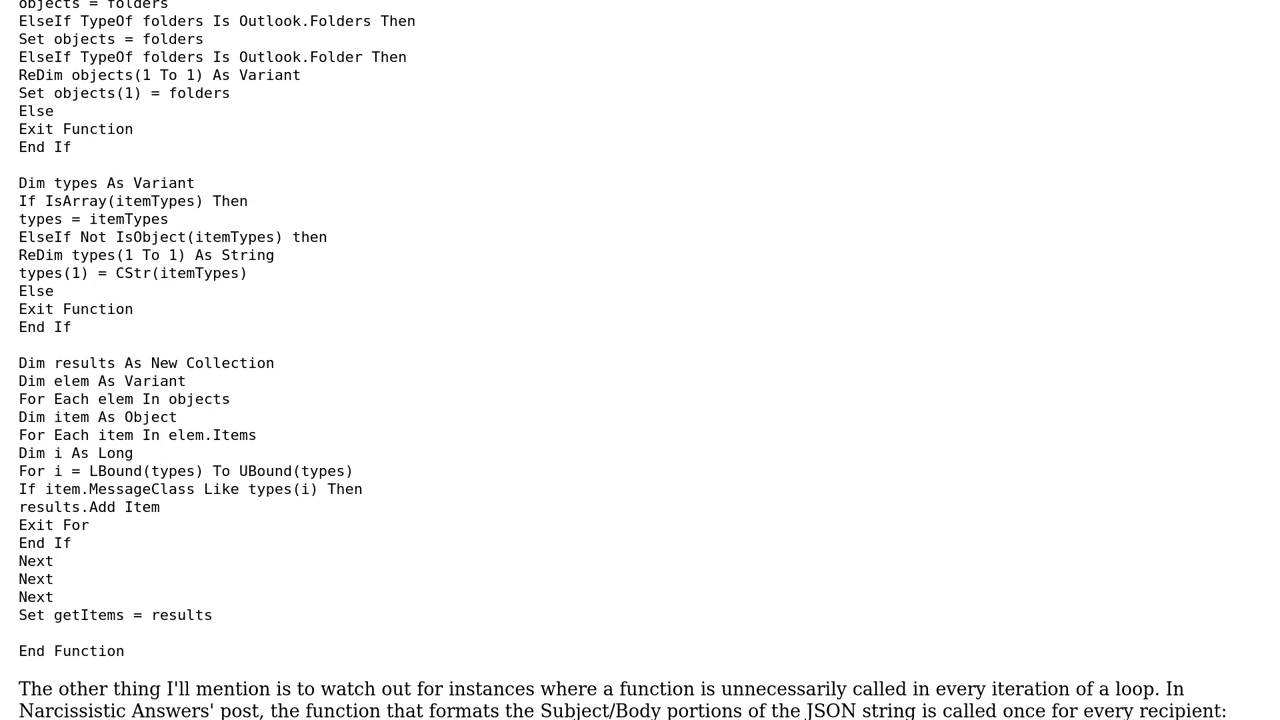 objects = folders
ElseIf TypeOf folders Is Outlook.Folders Then
Set objects = folders
ElseIf TypeOf folders Is Outlook.Folder Then
ReDim objects(1 To 1) As Variant
Set objects(1) = folders
Else
Exit Function
End If
Dim types As Variant
If IsArray(itemTypes) Then
types = itemTypes
ElseIf Not IsObject(itemTypes) then
ReDim types(1 To 1) As String
types(1) = CStr(itemTypes)
Else
Exit Function
End If
Dim results As New Collection
Dim elem As Variant
For Each elem In objects
Dim item As Object
For Each item In elem.Items
Dim i As Long
For i = LBound(types) To UBound(types)
If item.MessageClass Like types(i) Then
results.Add Item
Exit For
End If
Next
Next
Next
Set getItems = results
End Function
The other thing I'll mention is to watch out for instances where a function is unnecessarily called in every iteration of a loop. In
Narcissistic Answers' post, the function that formats the Subject/Body portions of the JSON string is called once for every recipient: